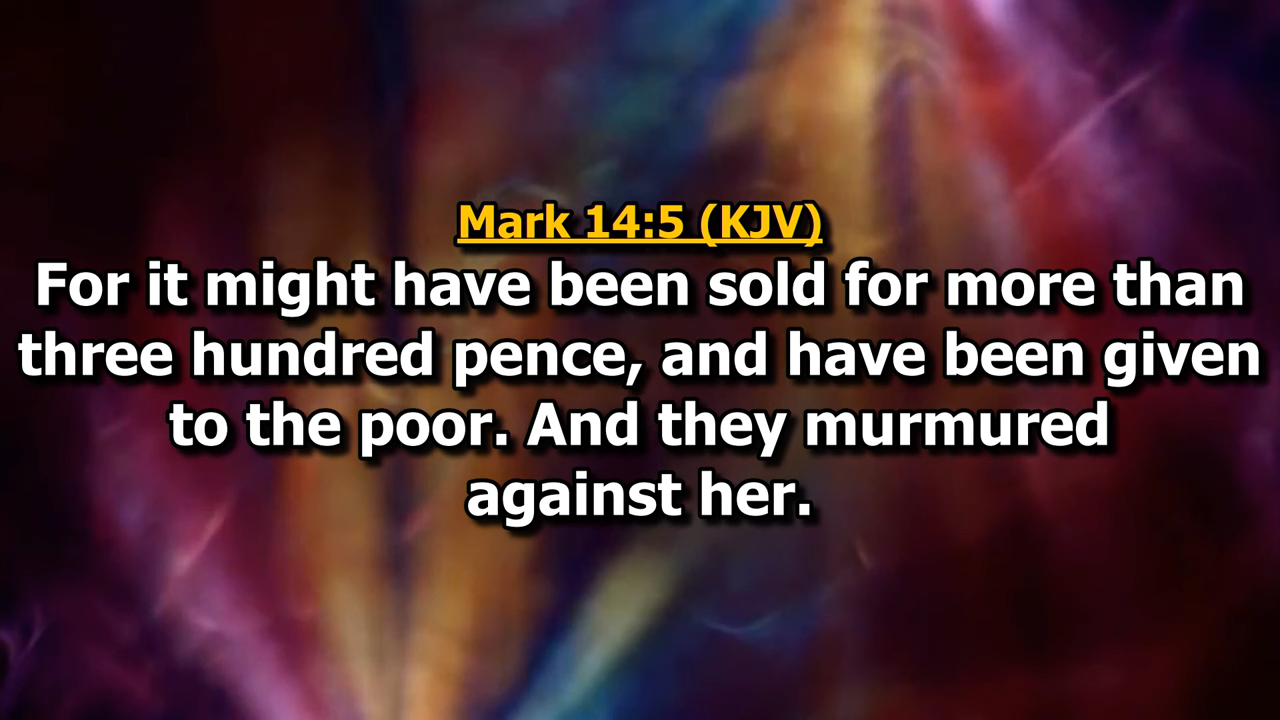 Mark 14:5 (KJV)
For it might have been sold for more than
three hundred pence, and have been given
to the poor. And they murmured
against her.